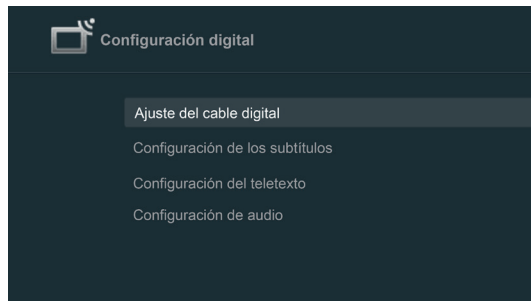 Configuración digital
Ajuste del cable digital
Configuración de los subtítulos
Configuración del teletexto
Configuración de audio